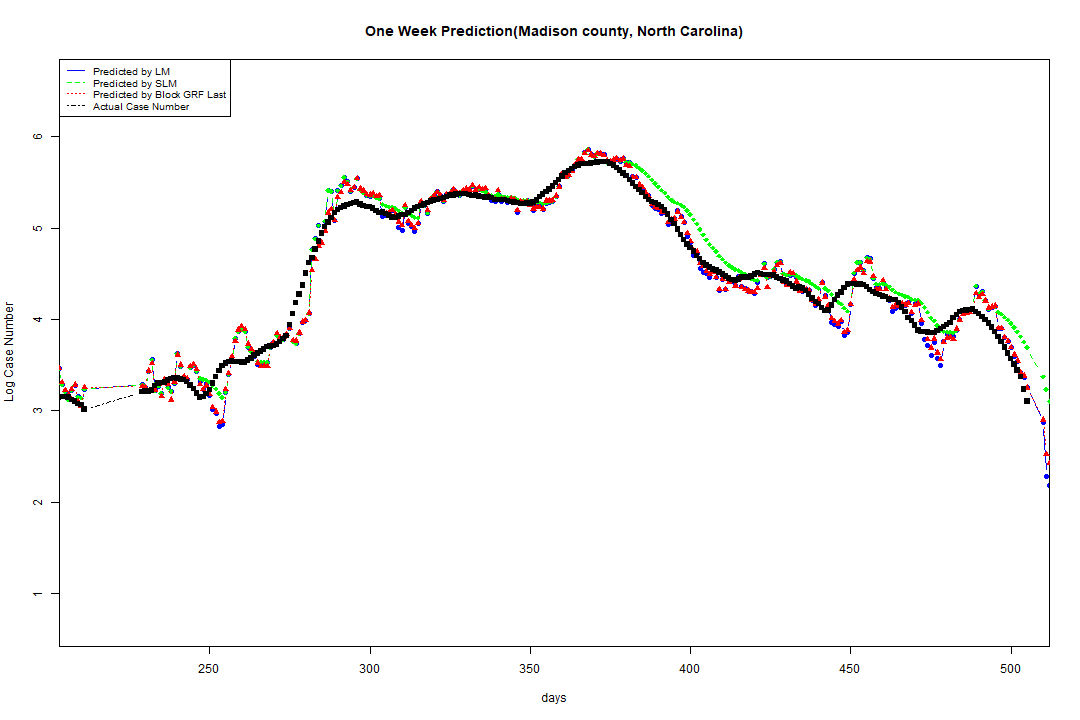 One Week Prediction(Madison county, North Carolina)
Predicted by LM
Predicted by SLM
Predicted by Block GRF Last
Actual Case Number
6
5
4
3
2
1
Log Case Number
250 300 350 400 450 500
days